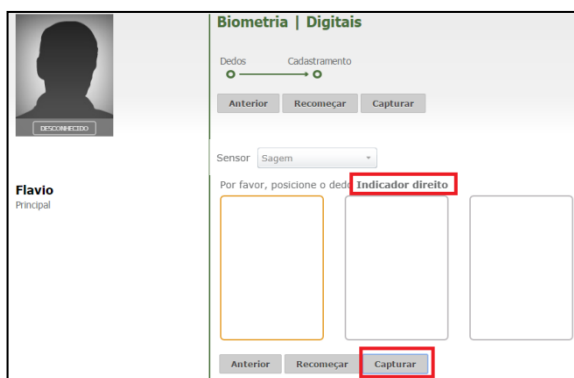 DESCONHECIDO
Flavio
Principal
Biometria | Digitais
Dedos Cadastramento
Anterior Recomeçar Capturar
Sensor Sagem
Por favor, posicione o dedo Indicador direito
Anterior Recomeçar Capturar